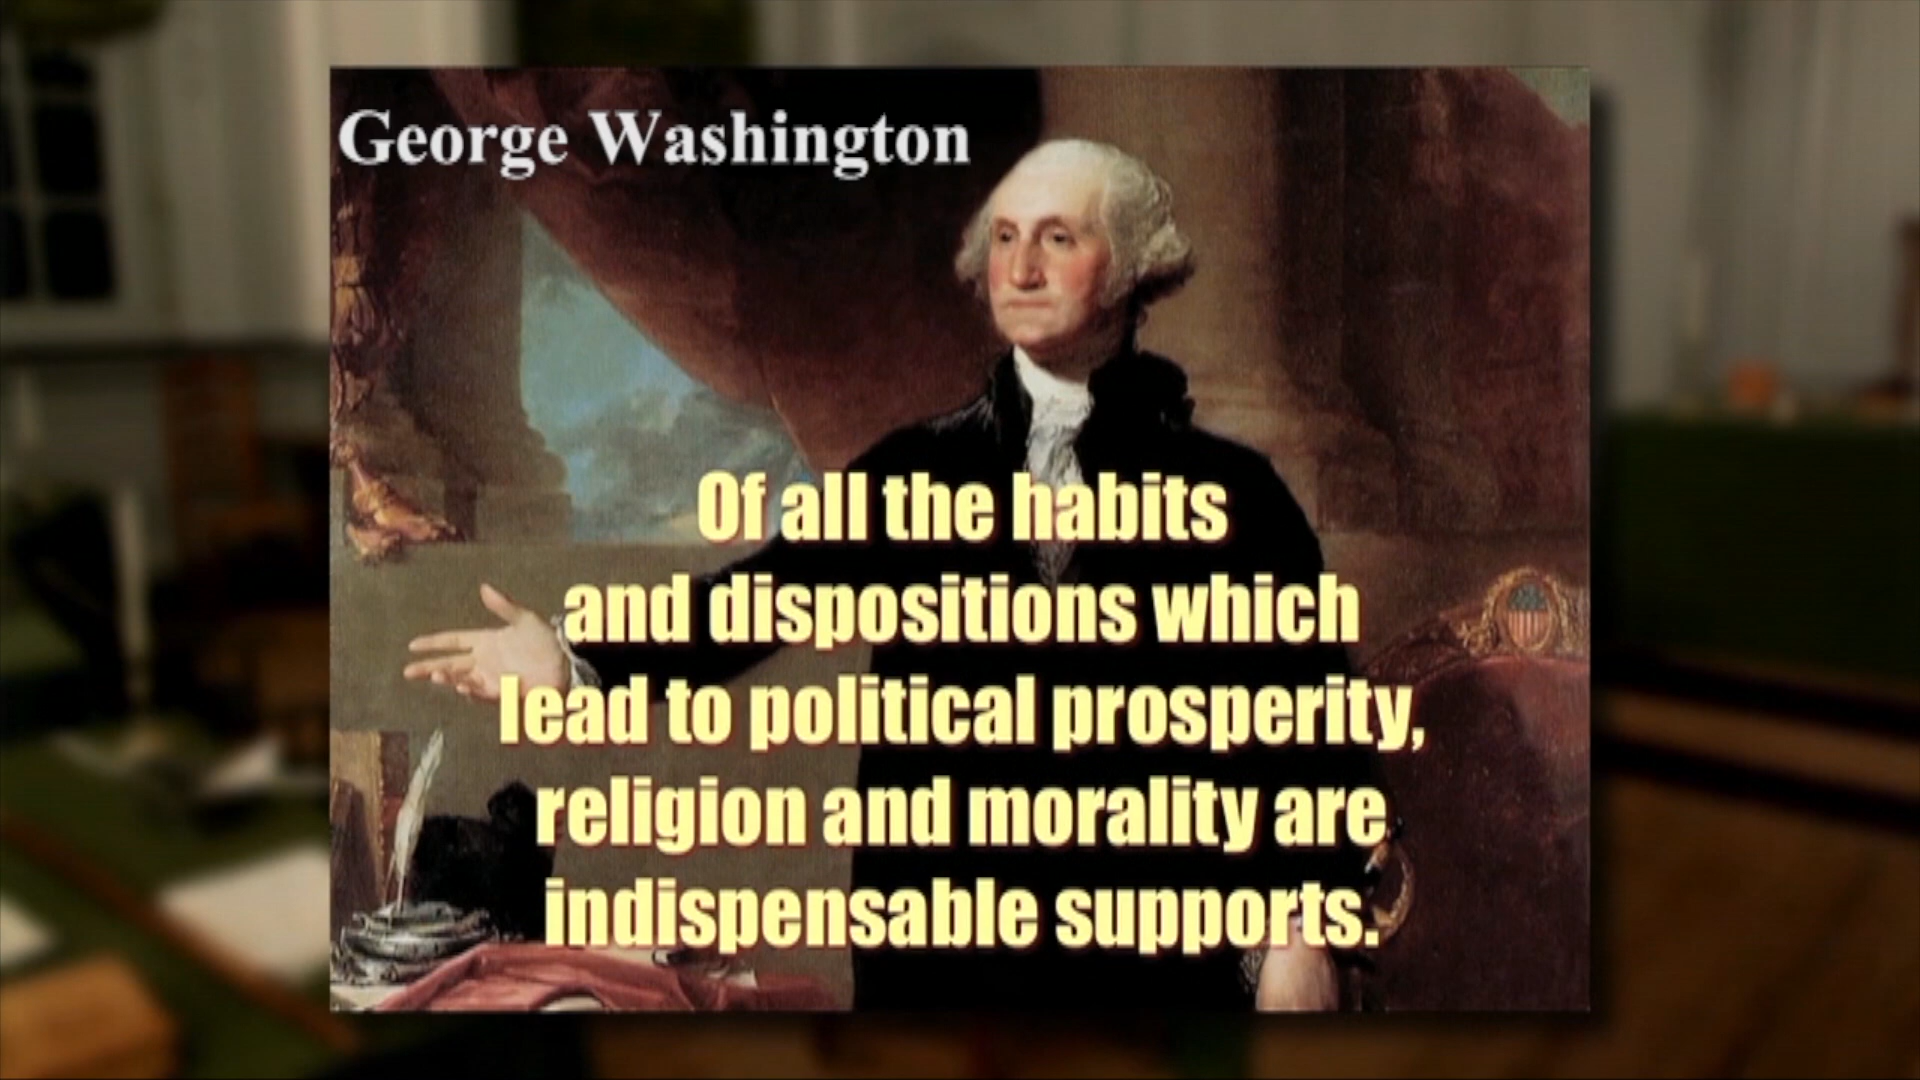 George Washington
Of all the habits
and dispositions which
lead to political prosperity,
religion and morality are
indispensable supports.